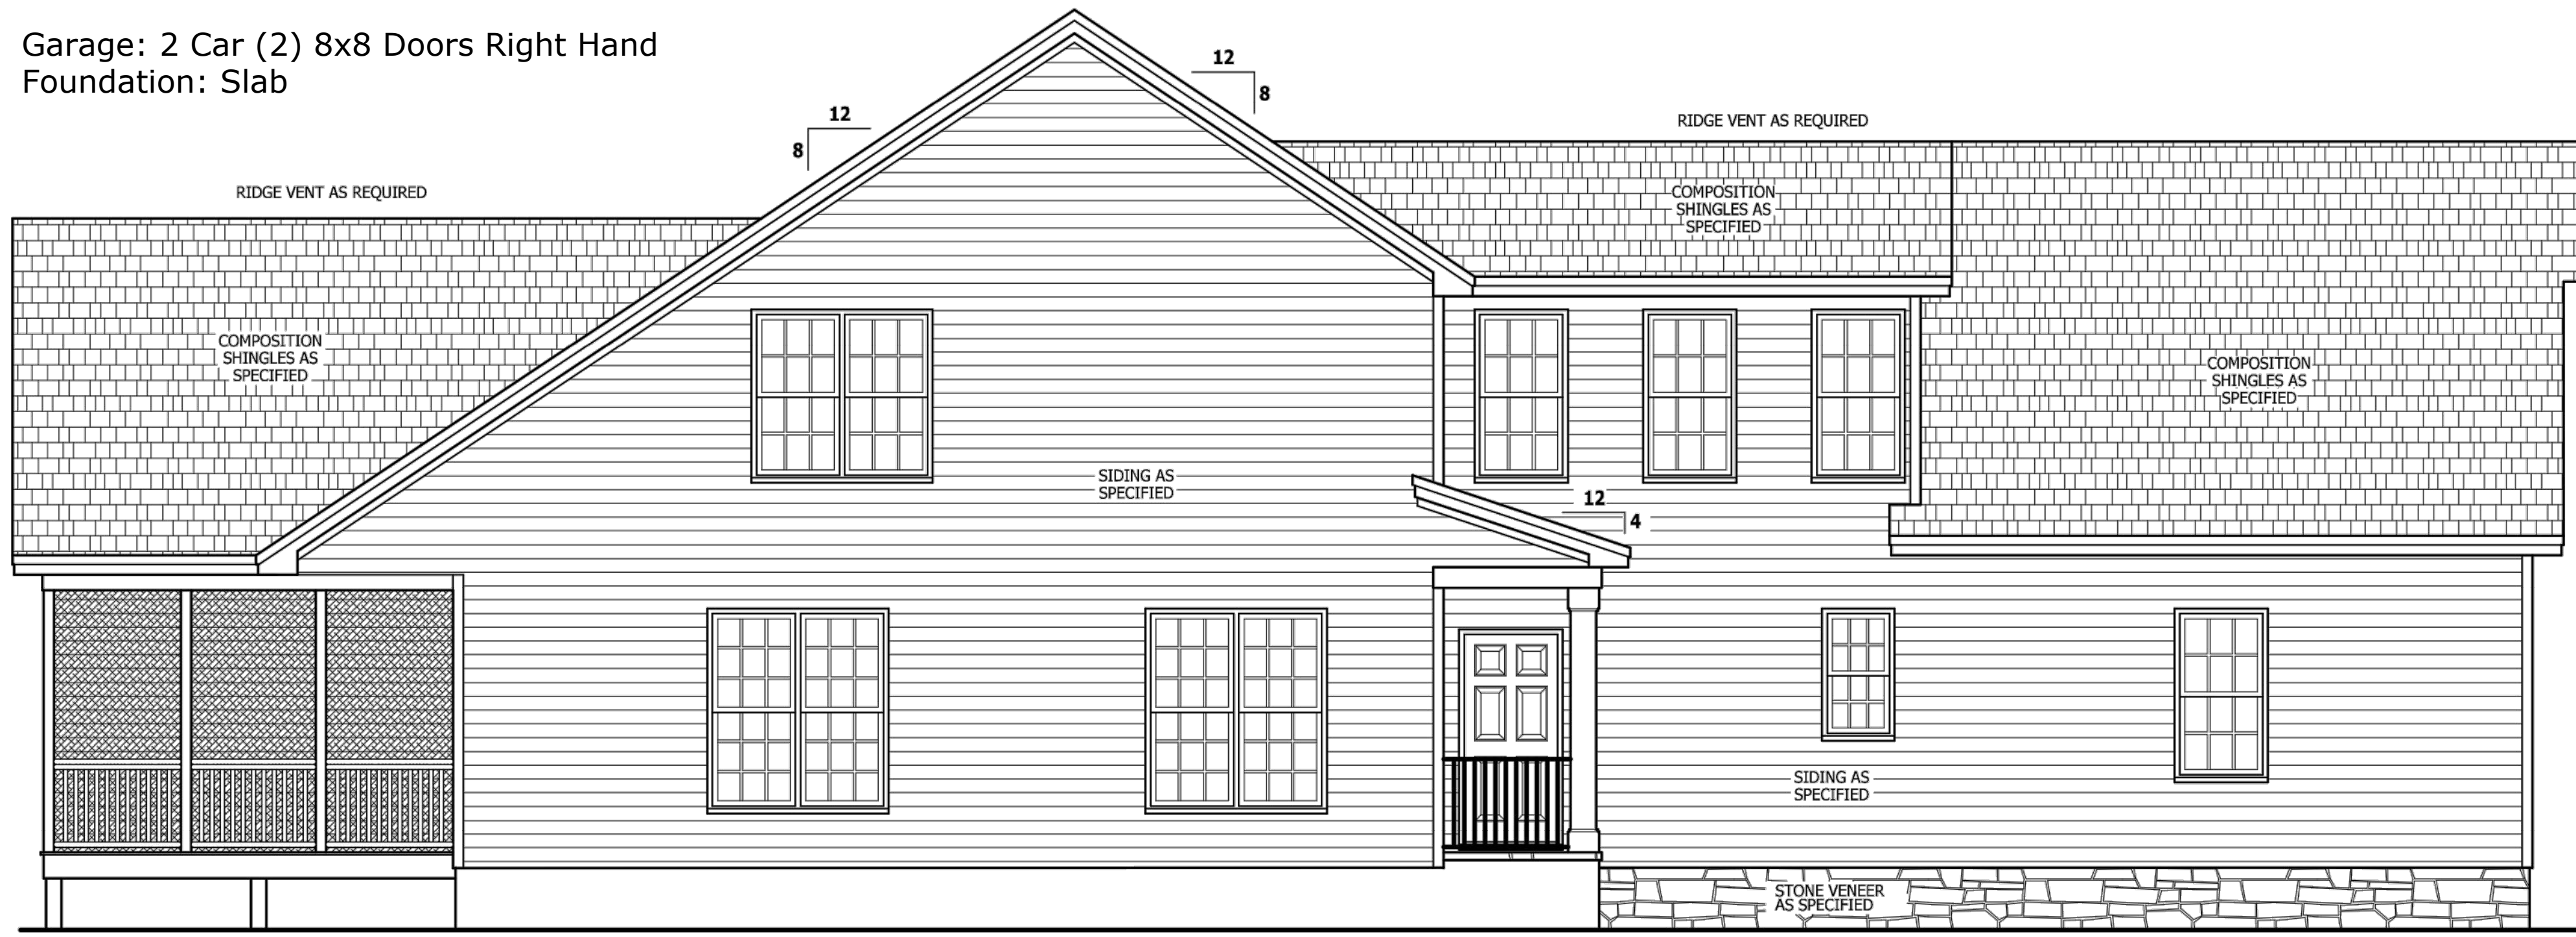 Garage: 2 Car (2) 8x8 Doors Right Hand
Foundation: Slab
12
8
12
8
RIDGE VENT AS REQUIRED
RIDGE VENT AS REQUIRED
COMPOSITION
SHINGLES AS
SPECIFIED
COMPOSITION
SHINGLES AS
SPECIFIED
COMPOSITION
SHINGLES AS
SPECIFIED
SIDING AS
SPECIFIED
12
4
SIDING AS
SPECIFIED
STONE VENEER
AS SPECIFIED